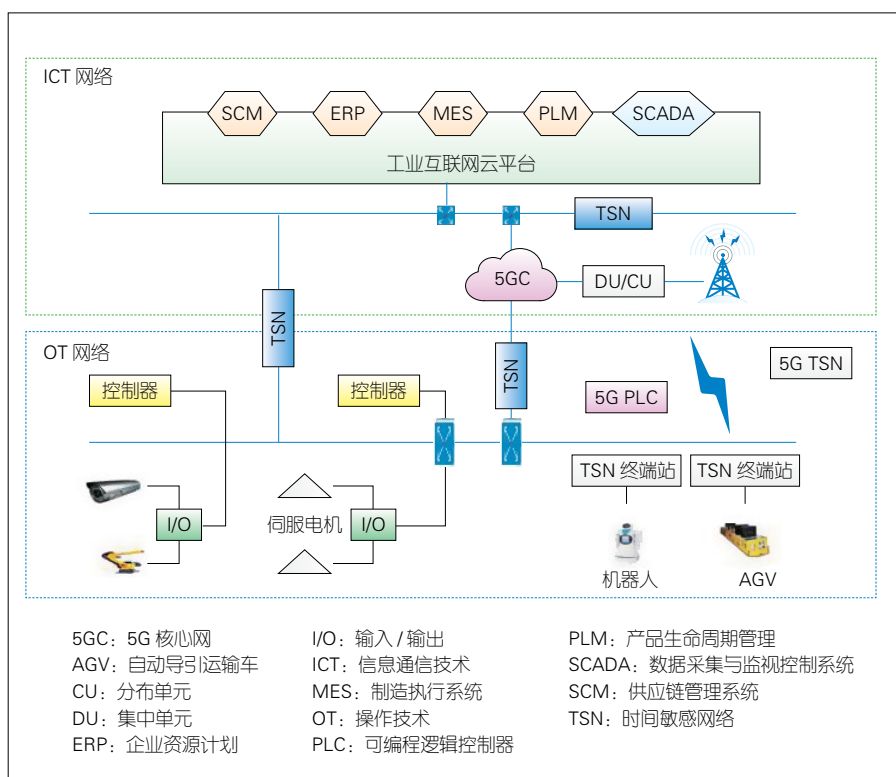 ICT 网络
SCM
ERP
MES
PLM
SCADA
工业互联网云平台
TSN
5GC
DU/CU
TSN
OT 网络
TSN
5G TSN
控制器
控制器
5G PLC
TSN 终端站
TSN 终端站
I/O
伺服电机
I/O
机器人
AGV
5GC：5G 核心网
AGV：自动导引运输车
CU：分布单元
DU：集中单元
ERP：企业资源计划
I/O：输入 / 输出
ICT：信息通信技术
MES：制造执行系统
OT：操作技术
PLC：可编程逻辑控制器
PLM：产品生命周期管理
SCADA：数据采集与监视控制系统
SCM：供应链管理系统
TSN：时间敏感网络